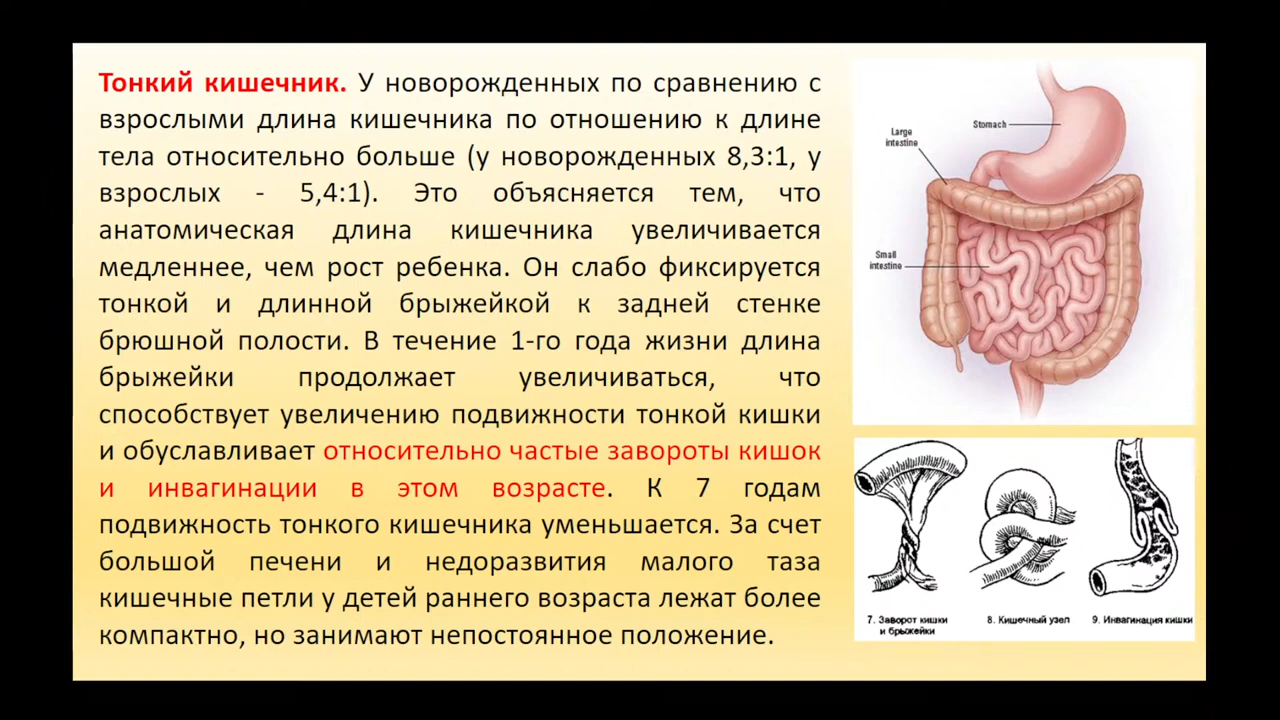 Тонкий кишечник. У новорожденных по сравнению с
взрослыми длина кишечника по отношению к длине
тела относительно больше (у новорожденных 8,3:1, у
взрослых - 5,4:1). Это объясняется тем, что
анатомическая длина кишечника увеличивается
медленнее, чем рост ребенка. Он слабо фиксируется
тонкой и длинной брыжейкой к задней стенке
брюшной полости. В течение 1-го года жизни длина
брыжейки продолжает увеличиваться, что
способствует увеличению подвижности тонкой кишки
и обуславливает относительно частые завороты кишок
и инвагинации в этом возрасте. К 7 годам
подвижность тонкого кишечника уменьшается. За счет
большой печени и недоразвития малого таза
кишечные петли у детей раннего возраста лежат более
компактно, но занимают непостоянное положение.
Stomach
Large
intestine
Small
intestine
7. Заворот кишки
и брыжейки
8. Кишечный узел
9. Инвагинация кишки